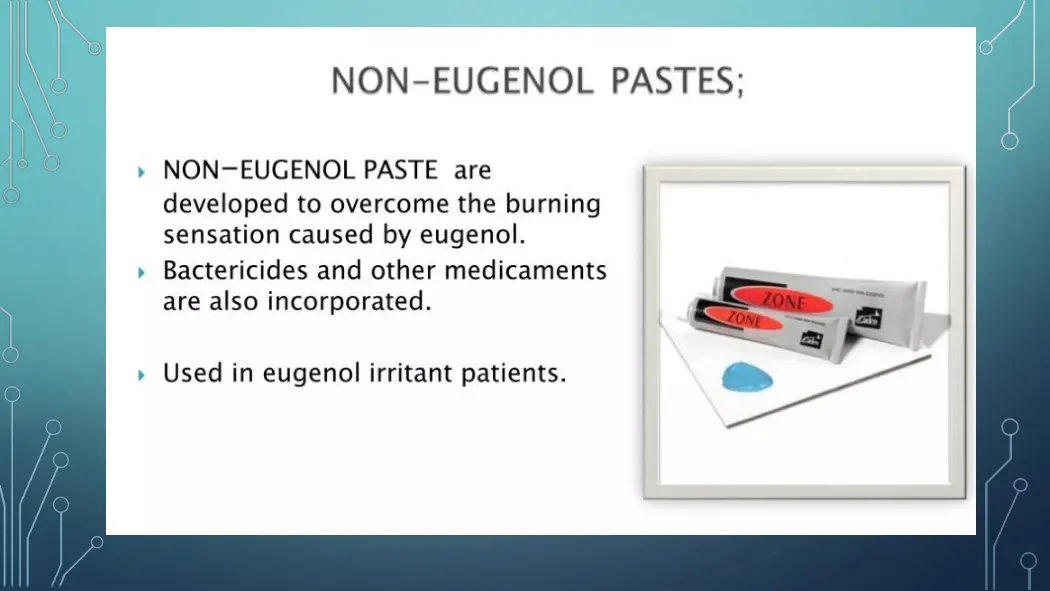 NON-EUGENOL PASTES;
NON-EUGENOL PASTE are
developed to overcome the burning
sensation caused by eugenol.
Bactericides and other medicaments
are also incorporated.
Used in eugenol irritant patients.
ZONE
ZONE
Cadco